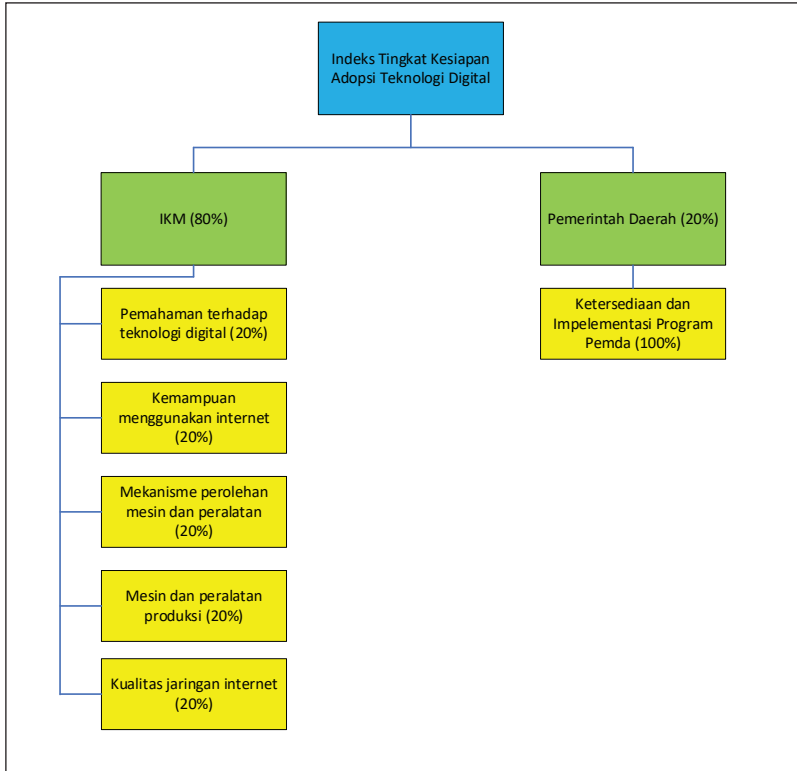 Indeks Tingkat Kesiapan
Adopsi Teknologi Digital
IKM (80%)
Pemerintah Daerah (20%)
Pemahaman terhadap
teknologi digital (20%)
Ketersediaan dan
Impelementasi Program
Pemda (100%)
Kemampuan
menggunakan internet
(20%)
Mekanisme perolehan
mesin dan peralatan
(20%)
Mesin dan peralatan
produksi (20%)
Kualitas jaringan internet
(20%)